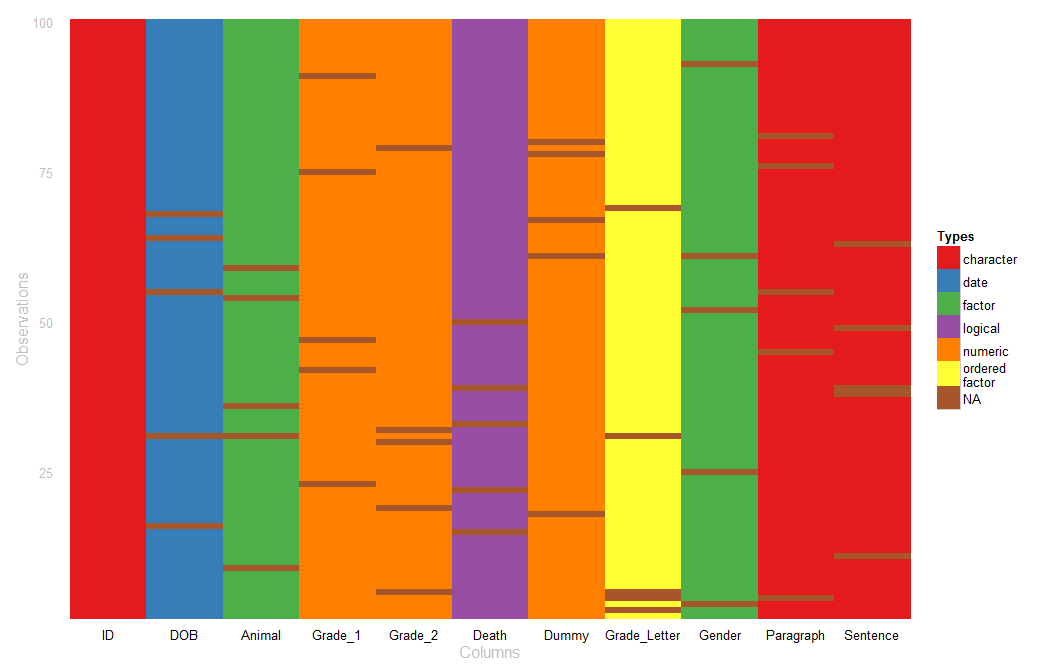 100
75
50
25
Observations
ID DOB Animal Grade_1 Grade_2 Death Dummy Grade_Letter Gender Paragraph Sentence
Columns
Types
character
date
factor
logical
numeric
ordered
factor
NA